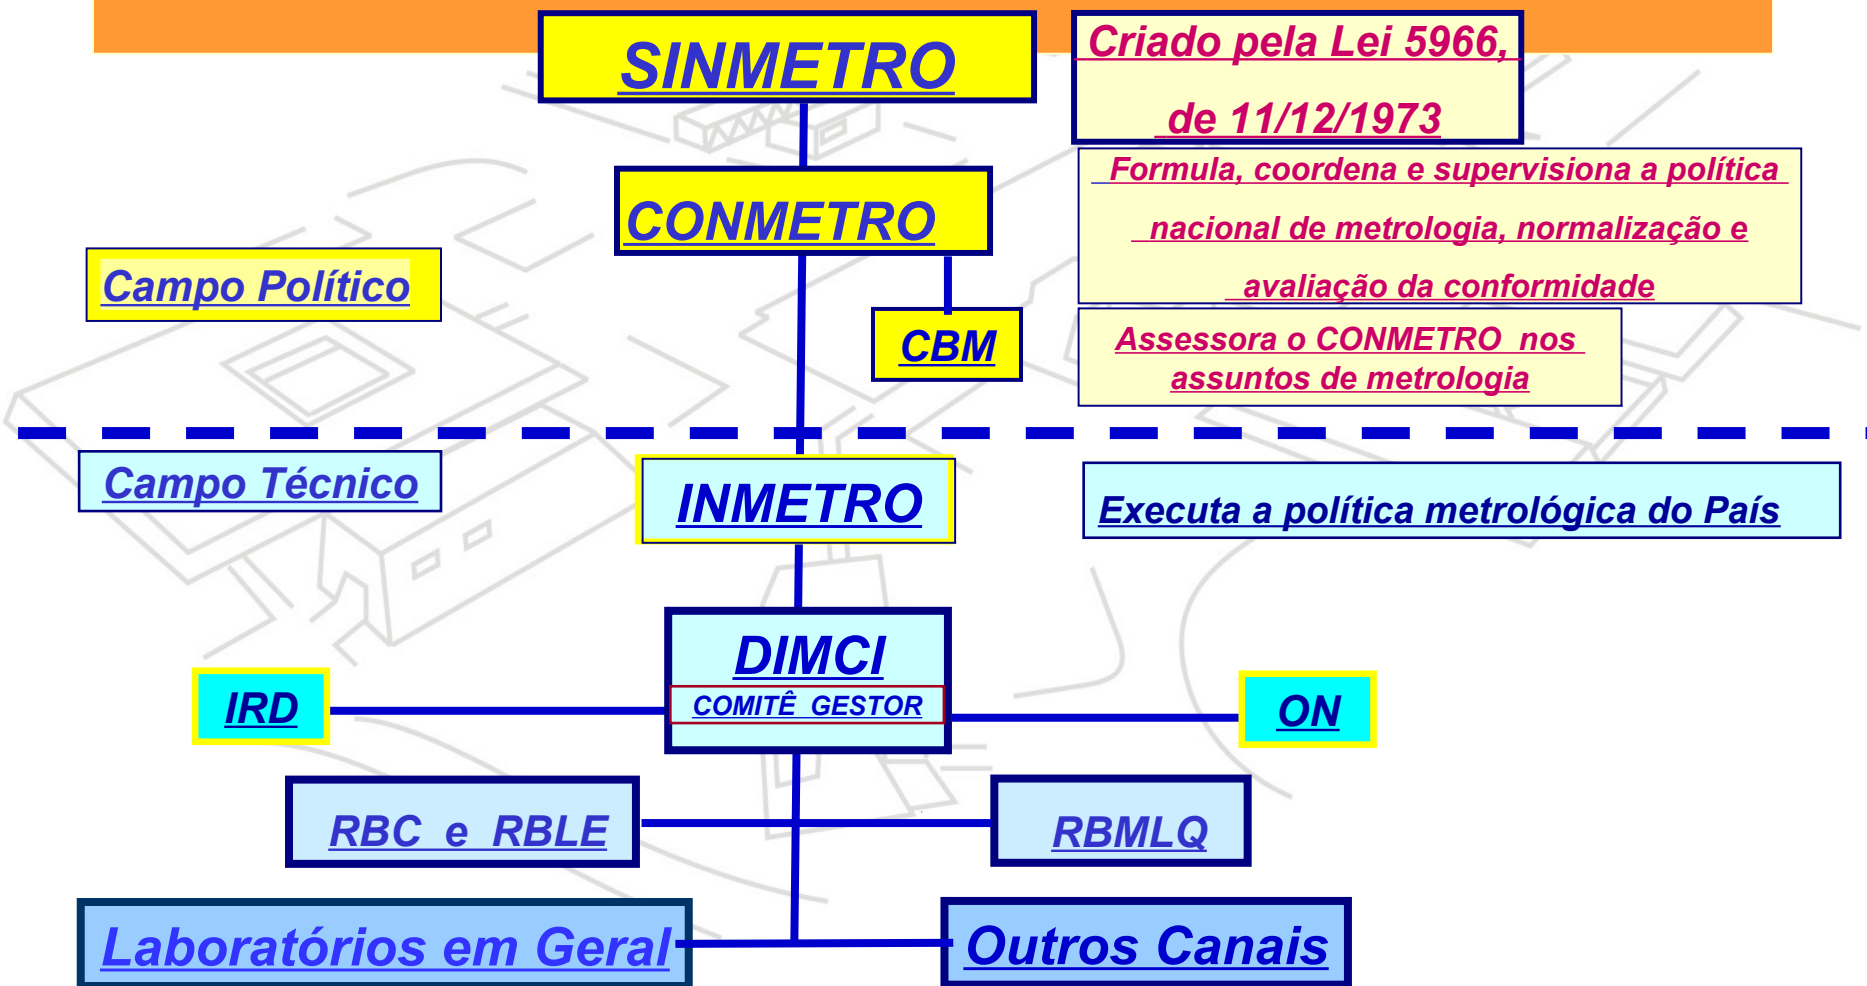 SINMETRO
Criado pela Lei 5966,
de 11/12/1973
CONMETRO
Formula, coordena e supervisiona a política
nacional de metrologia, normalização e
avaliação da conformidade
Campo Político
CBM
Assessora o CONMETRO nos
assuntos de metrologia
Campo Técnico
INMETRO
Executa a política metrológica do País
DIMCI
COMITÊ GESTOR
IRD
ON
RBC e RBLE
RBMLQ
Laboratórios em Geral
Outros Canais